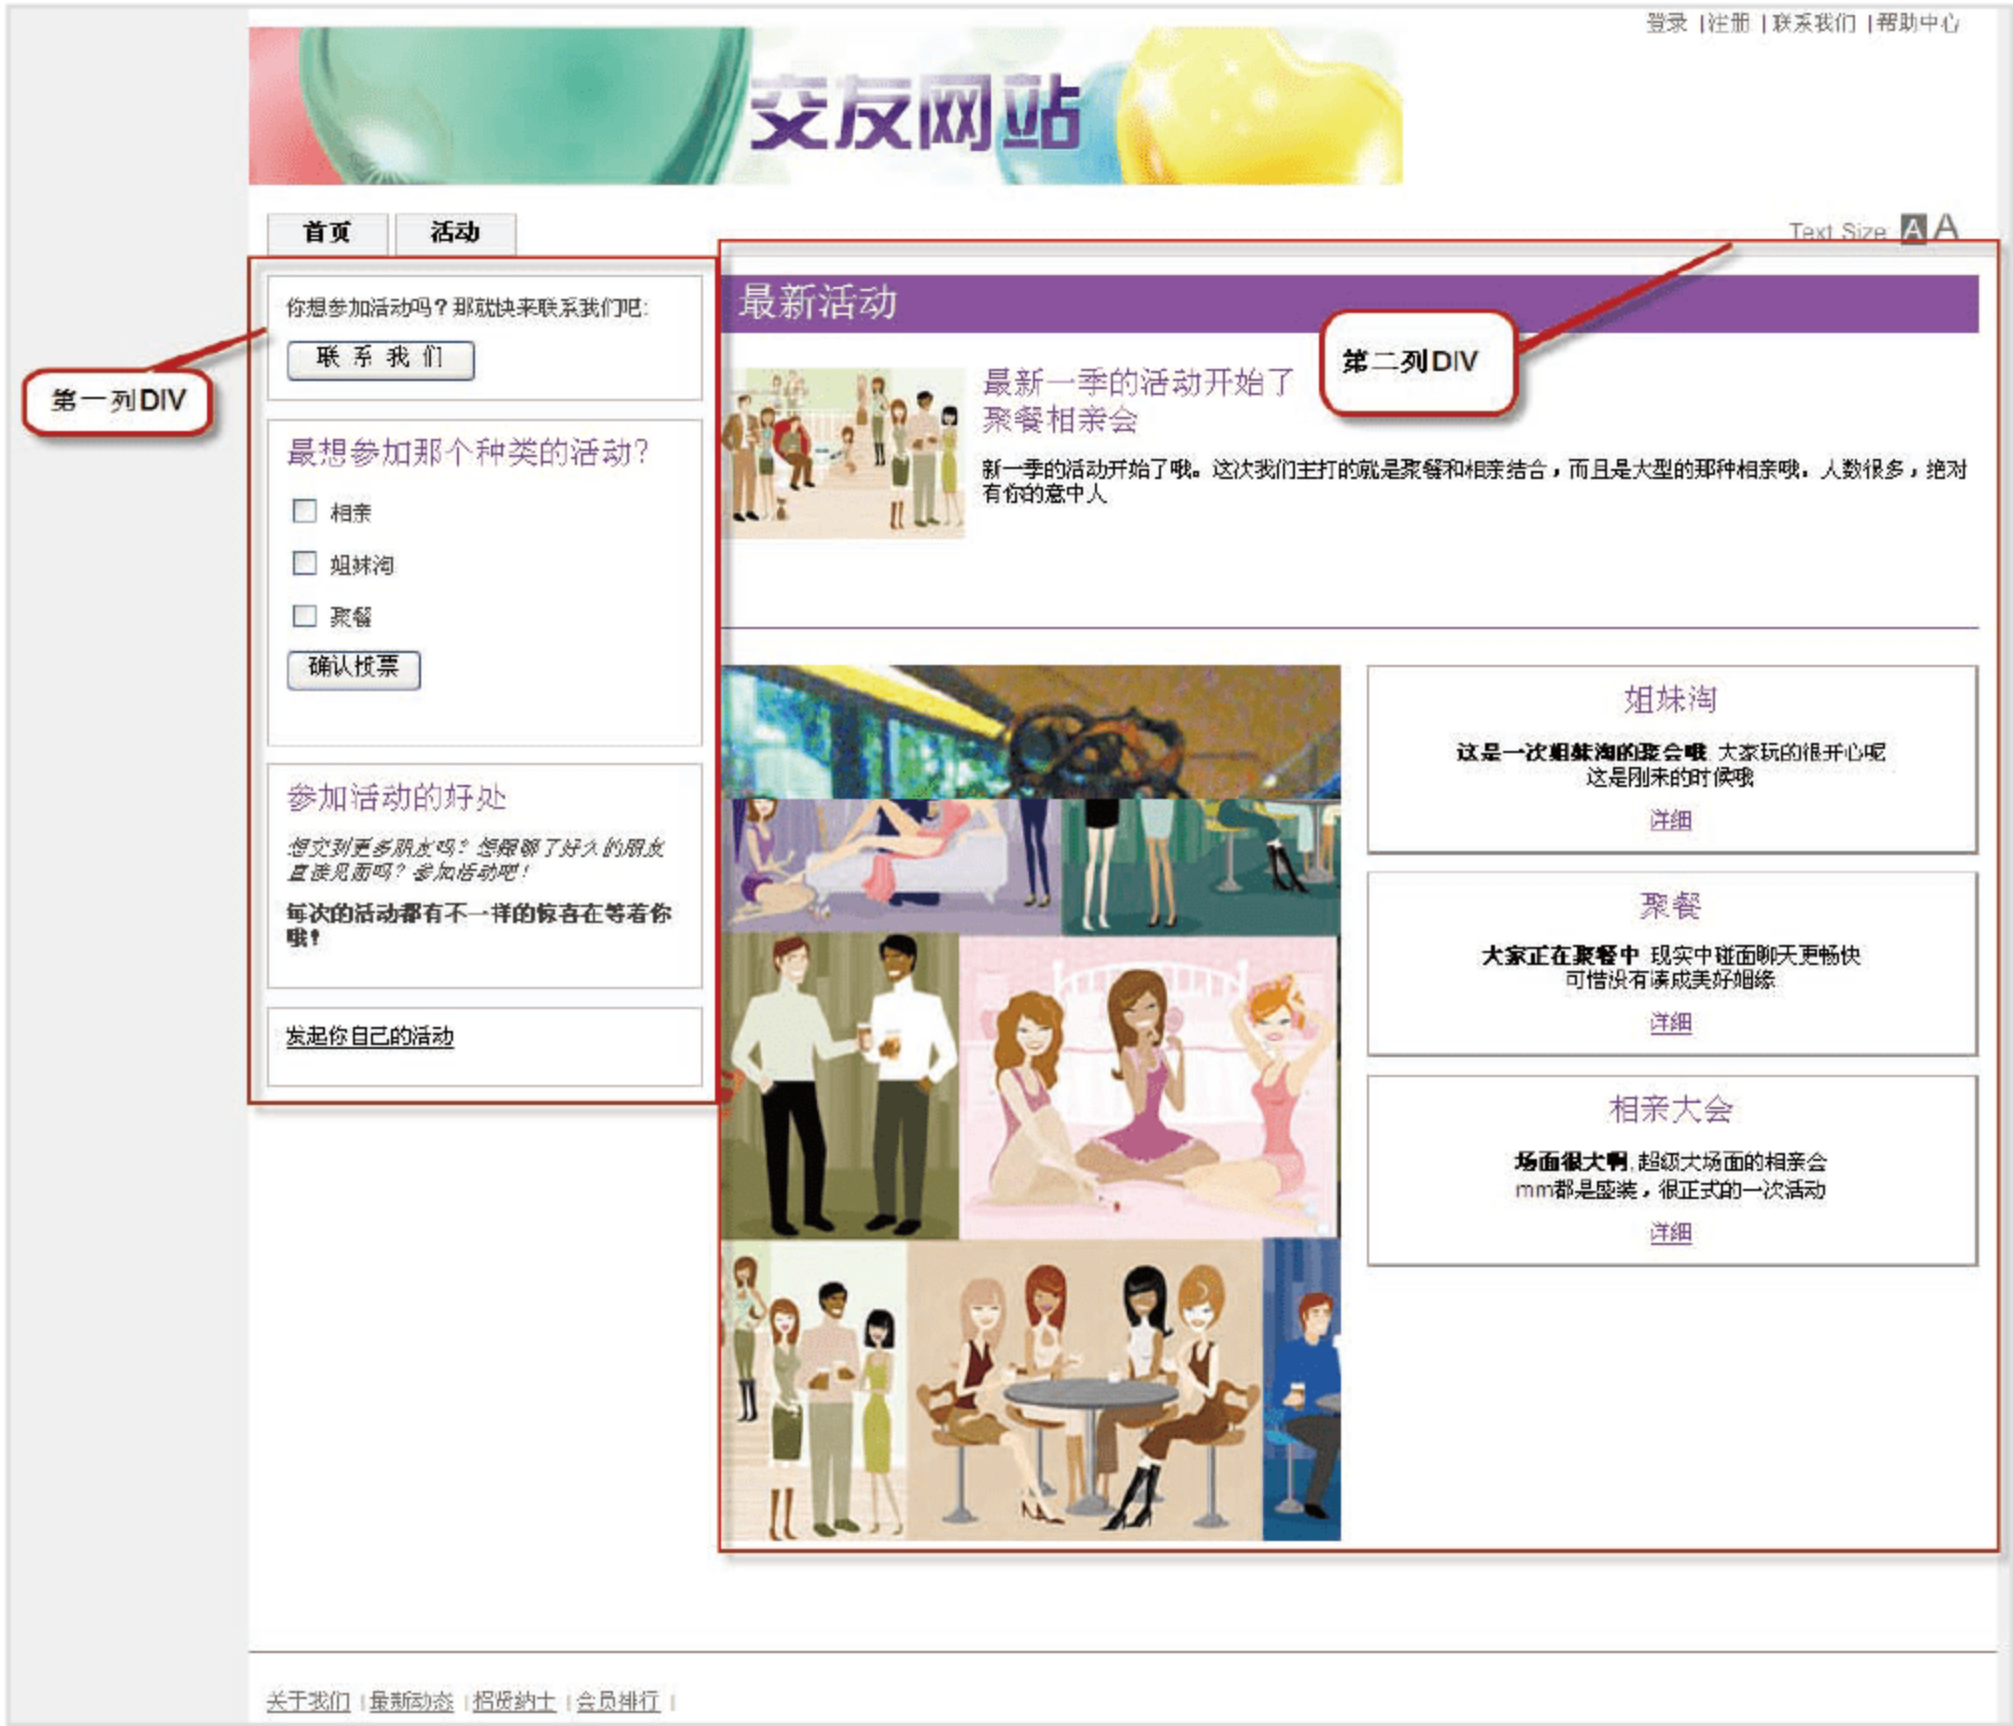 登录 |注册 |联系我们 |帮助中心
交友网站
首页 活动
Text Size A A
你想参加活动吗?那就快来联系我们吧:
联系我们
第一列DIV
最想参加那个种类的活动?
相亲
姐妹淘
聚餐
确认投票
参加活动的好处
想交到更多朋友吗?想跟聊了好久的朋友
直接见面吗?参加活动吧!
每次的活动都有不一样的惊喜在等着你
哦!
发起你自己的活动
最新活动
第二列DIV
最新一季的活动开始了
聚餐相亲会
新一季的活动开始了哦。这次我们主打的就是聚餐和相亲结合,而且是大型的那种相亲哦。人数很多,绝对
有你的意中人
姐妹淘
这是一次姐妹淘的聚会哦 大家玩的很开心呢
这是刚来的时候哦
详细
聚餐
大家正在聚餐中 现实中碰面聊天更畅快
可惜没有凑成美好姻缘
详细
相亲大会
场面很大啊,超级大场面的相亲会
mm都是盛装,很正式的一次活动
详细
关于我们 | 最新动态 | 招贤纳士 | 会员排行 |